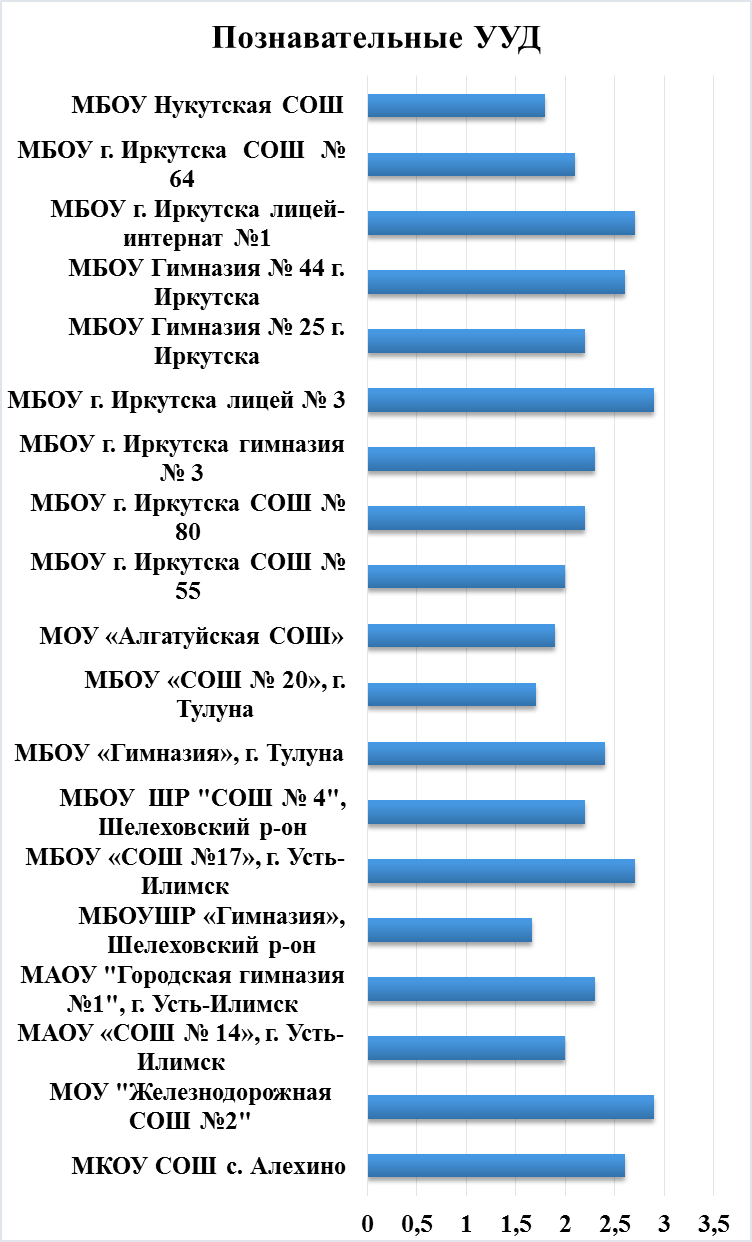 Познавательные УУД
МБОУ Нукутская СОШ
МБОУ г. Иркутска СОШ №
64
МБОУ г. Иркутска лицей-
интернат №1
МБОУ Гимназия № 44 г.
Иркутска
МБОУ Гимназия № 25 г.
Иркутска
МБОУ г. Иркутска лицей № 3
МБОУ г. Иркутска гимназия
№ 3
МБОУ г. Иркутска СОШ №
80
МБОУ г. Иркутска СОШ №
55
МОУ «Алгатуйская СОШ»
МБОУ «СОШ № 20», г.
Тулуна
МБОУ «Гимназия», г. Тулуна
МБОУ ШР "СОШ № 4",
Шелеховский р-он
МБОУ «СОШ №17», г. Усть-
Илимск
МБОУШР «Гимназия»,
Шелеховский р-он
МАОУ "Городская гимназия
№1", г. Усть-Илимск
МАОУ «СОШ № 14», г. Усть-
Илимск
МОУ "Железнодорожная
СОШ №2"
МКОУ СОШ с. Алехино
0 0,5 1 1,5 2 2,5 3 3,5